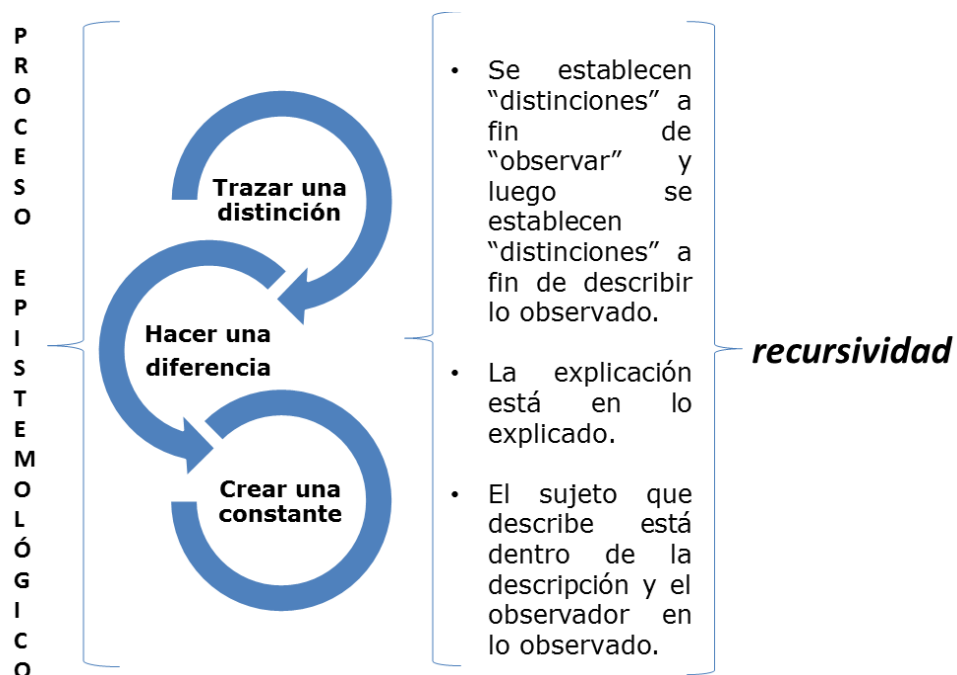 PROCESO EPISTEMOLÓGICO
Trazar una
distinción
Hacer una
diferencia
Crear una
constante
• Se establecen
“distinciones” a
fin de
“observar” y
luego se
establecen
“distinciones” a
fin de describir
lo observado.
• La explicación
está en lo
explicado.
• El sujeto que
describe está
dentro de la
descripción y el
observador en
lo observado.
recursividad